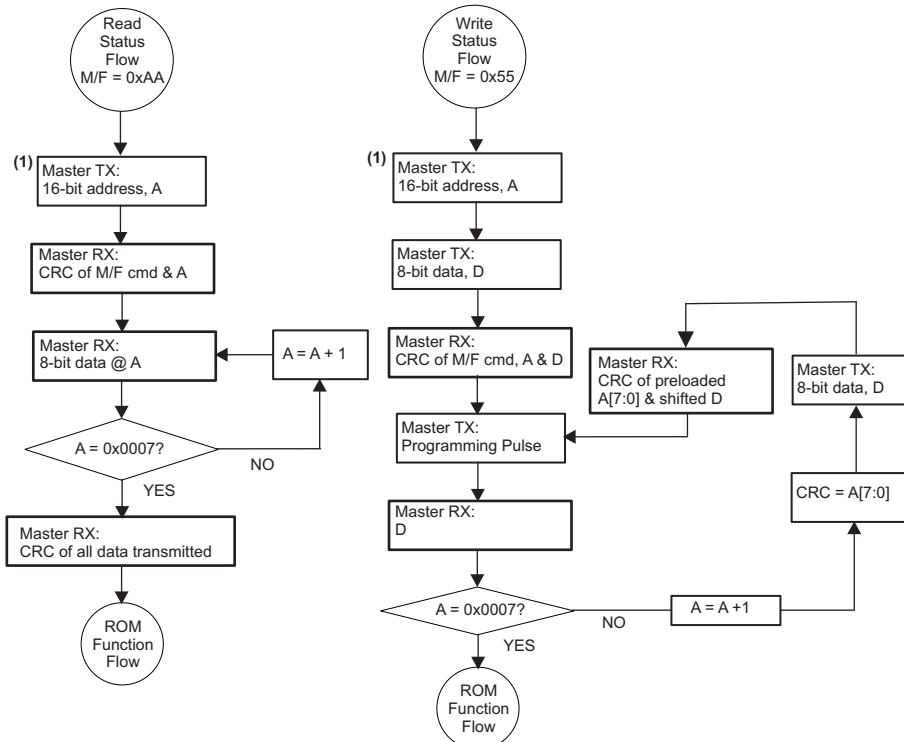 Read
Status
Flow
M/F = 0xAA
(1)
Master TX:
16-bit address, A
Master RX:
CRC of M/F cmd & A
Master RX:
8-bit data @ A
A = A + 1
A = 0x0007?
NO
YES
Master RX:
CRC of all data transmitted
ROM
Function
Flow
Write
Status
Flow
M/F = 0x55
(1)
Master TX:
16-bit address, A
Master TX:
8-bit data, D
Master RX:
CRC of M/F cmd, A & D
Master TX:
Programming Pulse
Master RX:
D
A = 0x0007?
NO
YES
A = A +1
CRC = A[7:0]
Master TX:
8-bit data, D
Master RX:
CRC of preloaded
A[7:0] & shifted D
ROM
Function
Flow